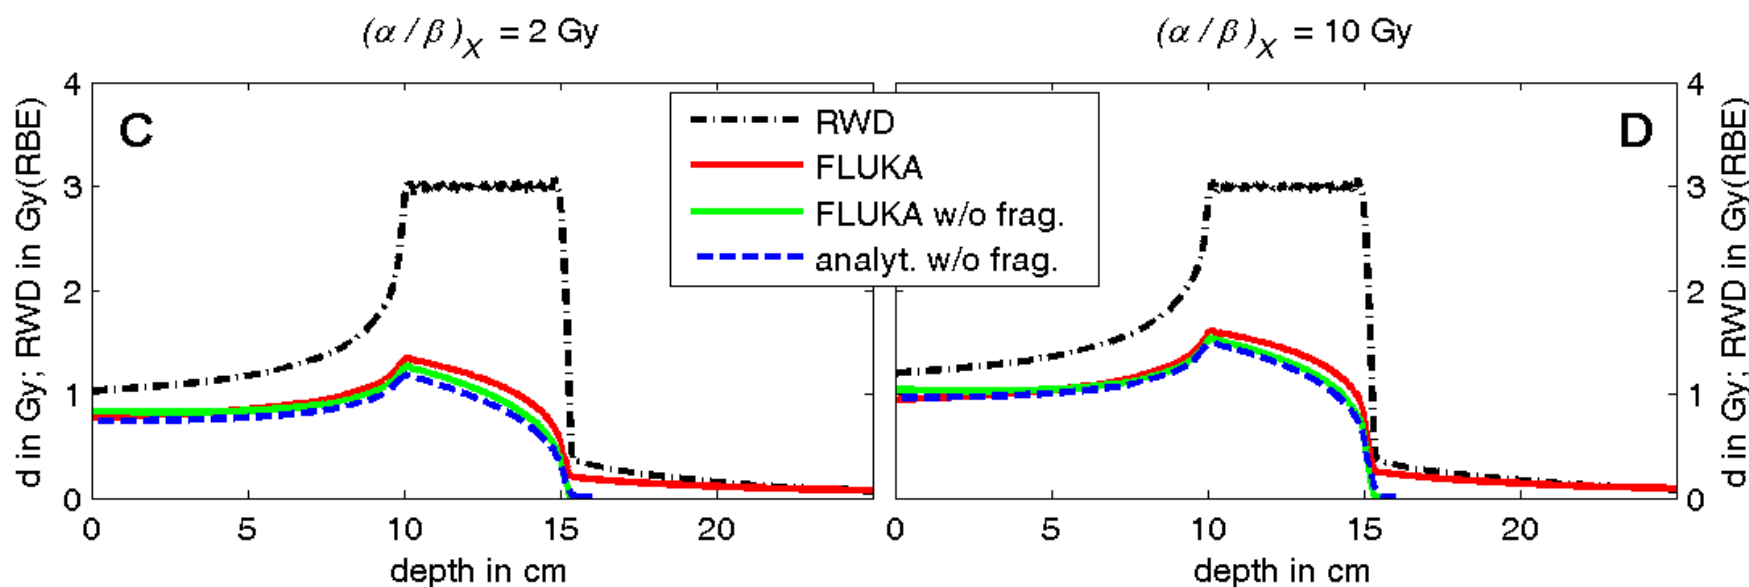 (α / β)X = 2 Gy
(α / β)X = 10 Gy
C
D
RWD
FLUKA
FLUKA w/o frag.
analyt. w/o frag.
d in Gy; RWD in Gy(RBE)
4
3
2
1
0
0 5 10 15 20
depth in cm
0 5 10 15 20
depth in cm
4
3
2
1
0
d in Gy; RWD in Gy(RBE)